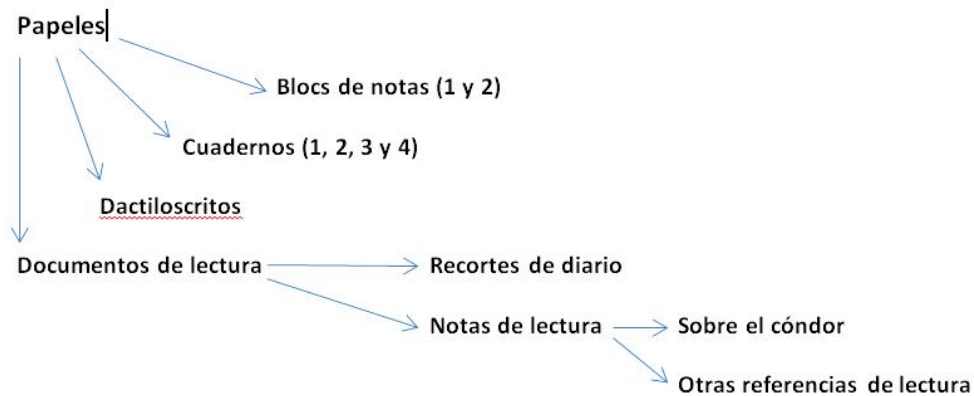 Papeles
Blocs de notas (1 y 2)
Cuadernos (1, 2, 3 y 4)
Dactiloscritos
Documentos de lectura
Recortes de diario
Notas de lectura
Sobre el cóndor
Otras referencias de lectura